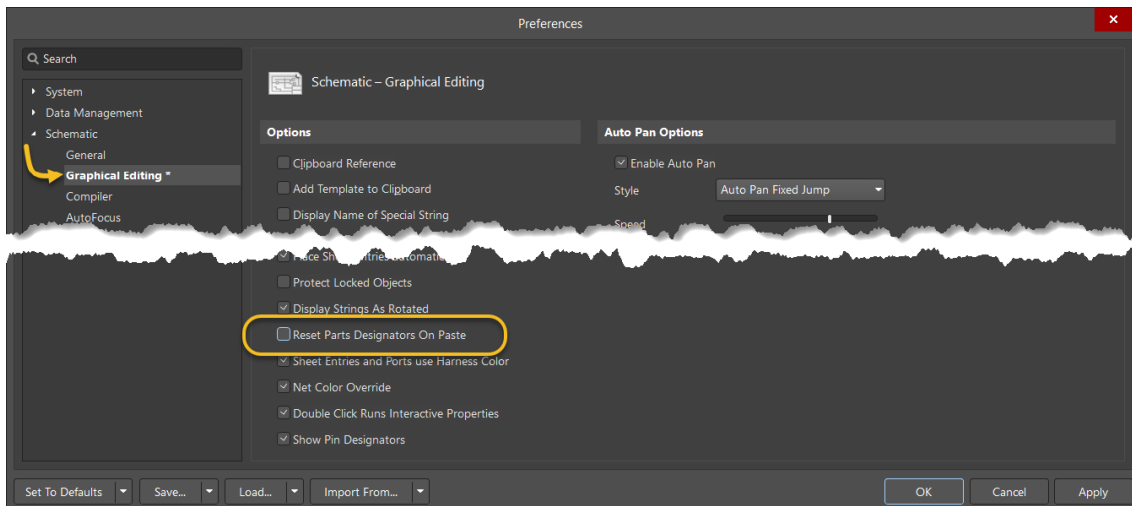 Preferences
Search
System
Data Management
Schematic
General
Graphical Editing *
Compiler
AutoFocus
Schematic – Graphical Editing
Options
Clipboard Reference
Add Template to Clipboard
Display Name of Special String
Place Sheet Entries Automatic
Protect Locked Objects
Display Strings As Rotated
Reset Parts Designators On Paste
Sheet Entries and Ports use Harness Color
Net Color Override
Double Click Runs Interactive Properties
Show Pin Designators
Auto Pan Options
Enable Auto Pan
Style Auto Pan Fixed Jump
Speed
Set To Defaults Save... Load... Import From... OK Cancel Apply